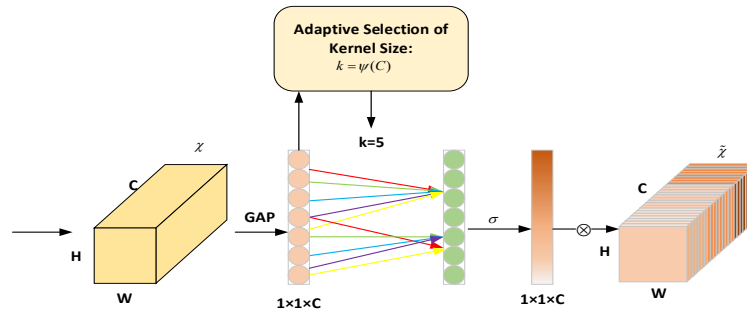 Adaptive Selection of
Kernel Size:
k = ψ(C)
χ
k=5
χ̃
C
C
GAP
σ
⊗
H
H
W
1×1×C
1×1×C
W